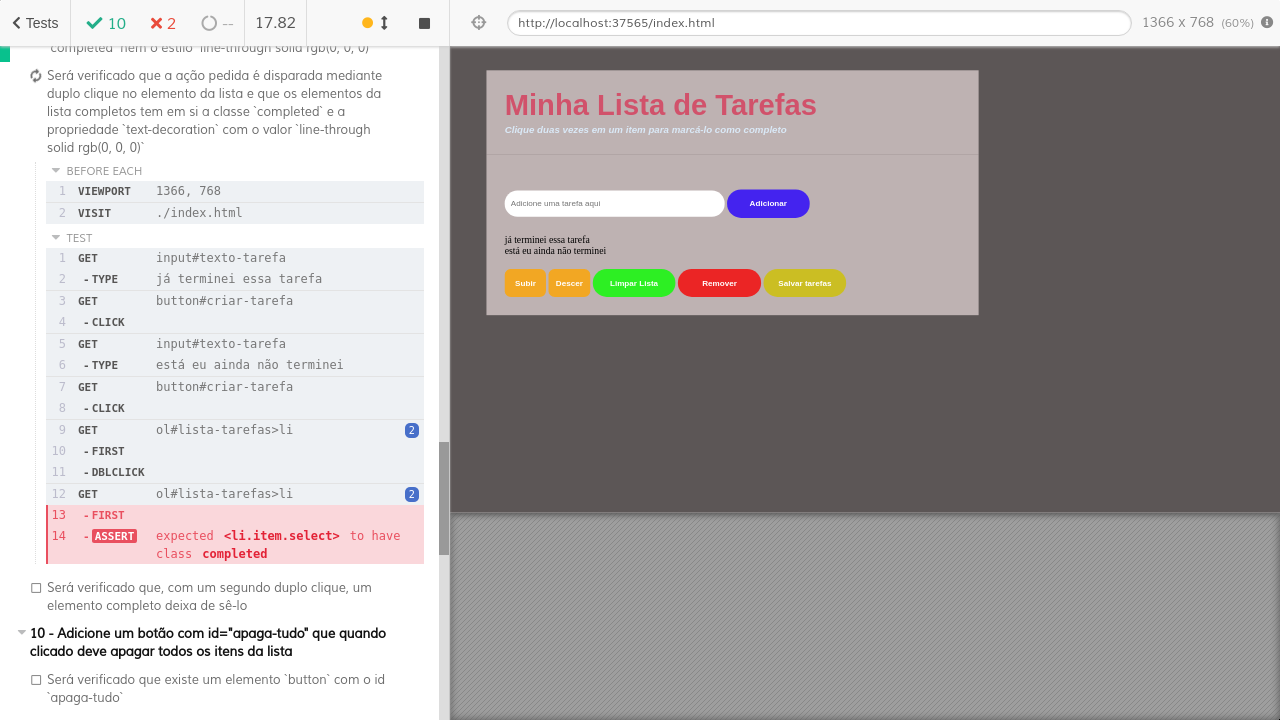 Tests
10
2
--
17.82
http://localhost:37565/index.html
1366 x 768 (60%)
`completed` nem o estilo `line-through solid rgb(0, 0, 0)`
Será verificado que a ação pedida é disparada mediante
duplo clique no elemento da lista e que os elementos da
lista completos tem em si a classe `completed` e a
propriedade `text-decoration` com o valor `line-through
solid rgb(0, 0, 0)`
BEFORE EACH
1 VIEWPORT 1366, 768
2 VISIT ./index.html
TEST
1 GET input#texto-tarefa
2 -TYPE já terminei essa tarefa
3 GET button#criar-tarefa
4 -CLICK
5 GET input#texto-tarefa
6 -TYPE está eu ainda não terminei
7 GET button#criar-tarefa
8 -CLICK
9 GET ol#lista-tarefas>li 2
10 -FIRST
11 -DBLCLICK
12 GET ol#lista-tarefas>li 2
13 -FIRST
14 -ASSERT expected <li.item.select> to have
class completed
Será verificado que, com um segundo duplo clique, um
elemento completo deixa de sê-lo
10 - Adicione um botão com id="apaga-tudo" que quando
clicado deve apagar todos os itens da lista
Será verificado que existe um elemento `button` com o id
`apaga-tudo`
Minha Lista de Tarefas
Clique duas vezes em um item para marcá-lo como completo
Adicione uma tarefa aqui
Adicionar
já terminei essa tarefa
está eu ainda não terminei
Subir
Descer
Limpar Lista
Remover
Salvar tarefas